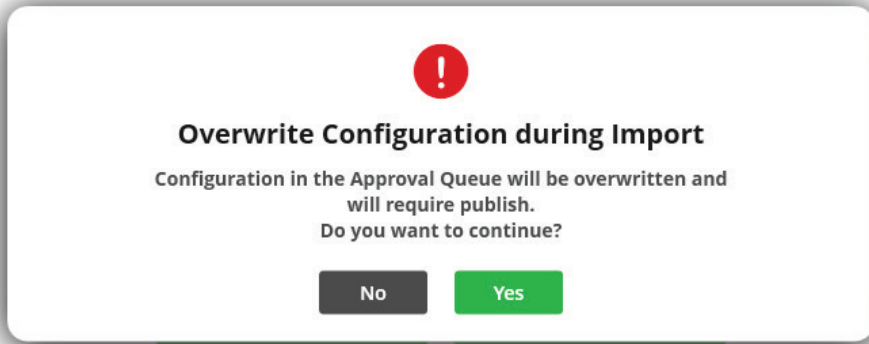 Overwrite Configuration during Import
Configuration in the Approval Queue will be overwritten and
will require publish.
Do you want to continue?
No Yes